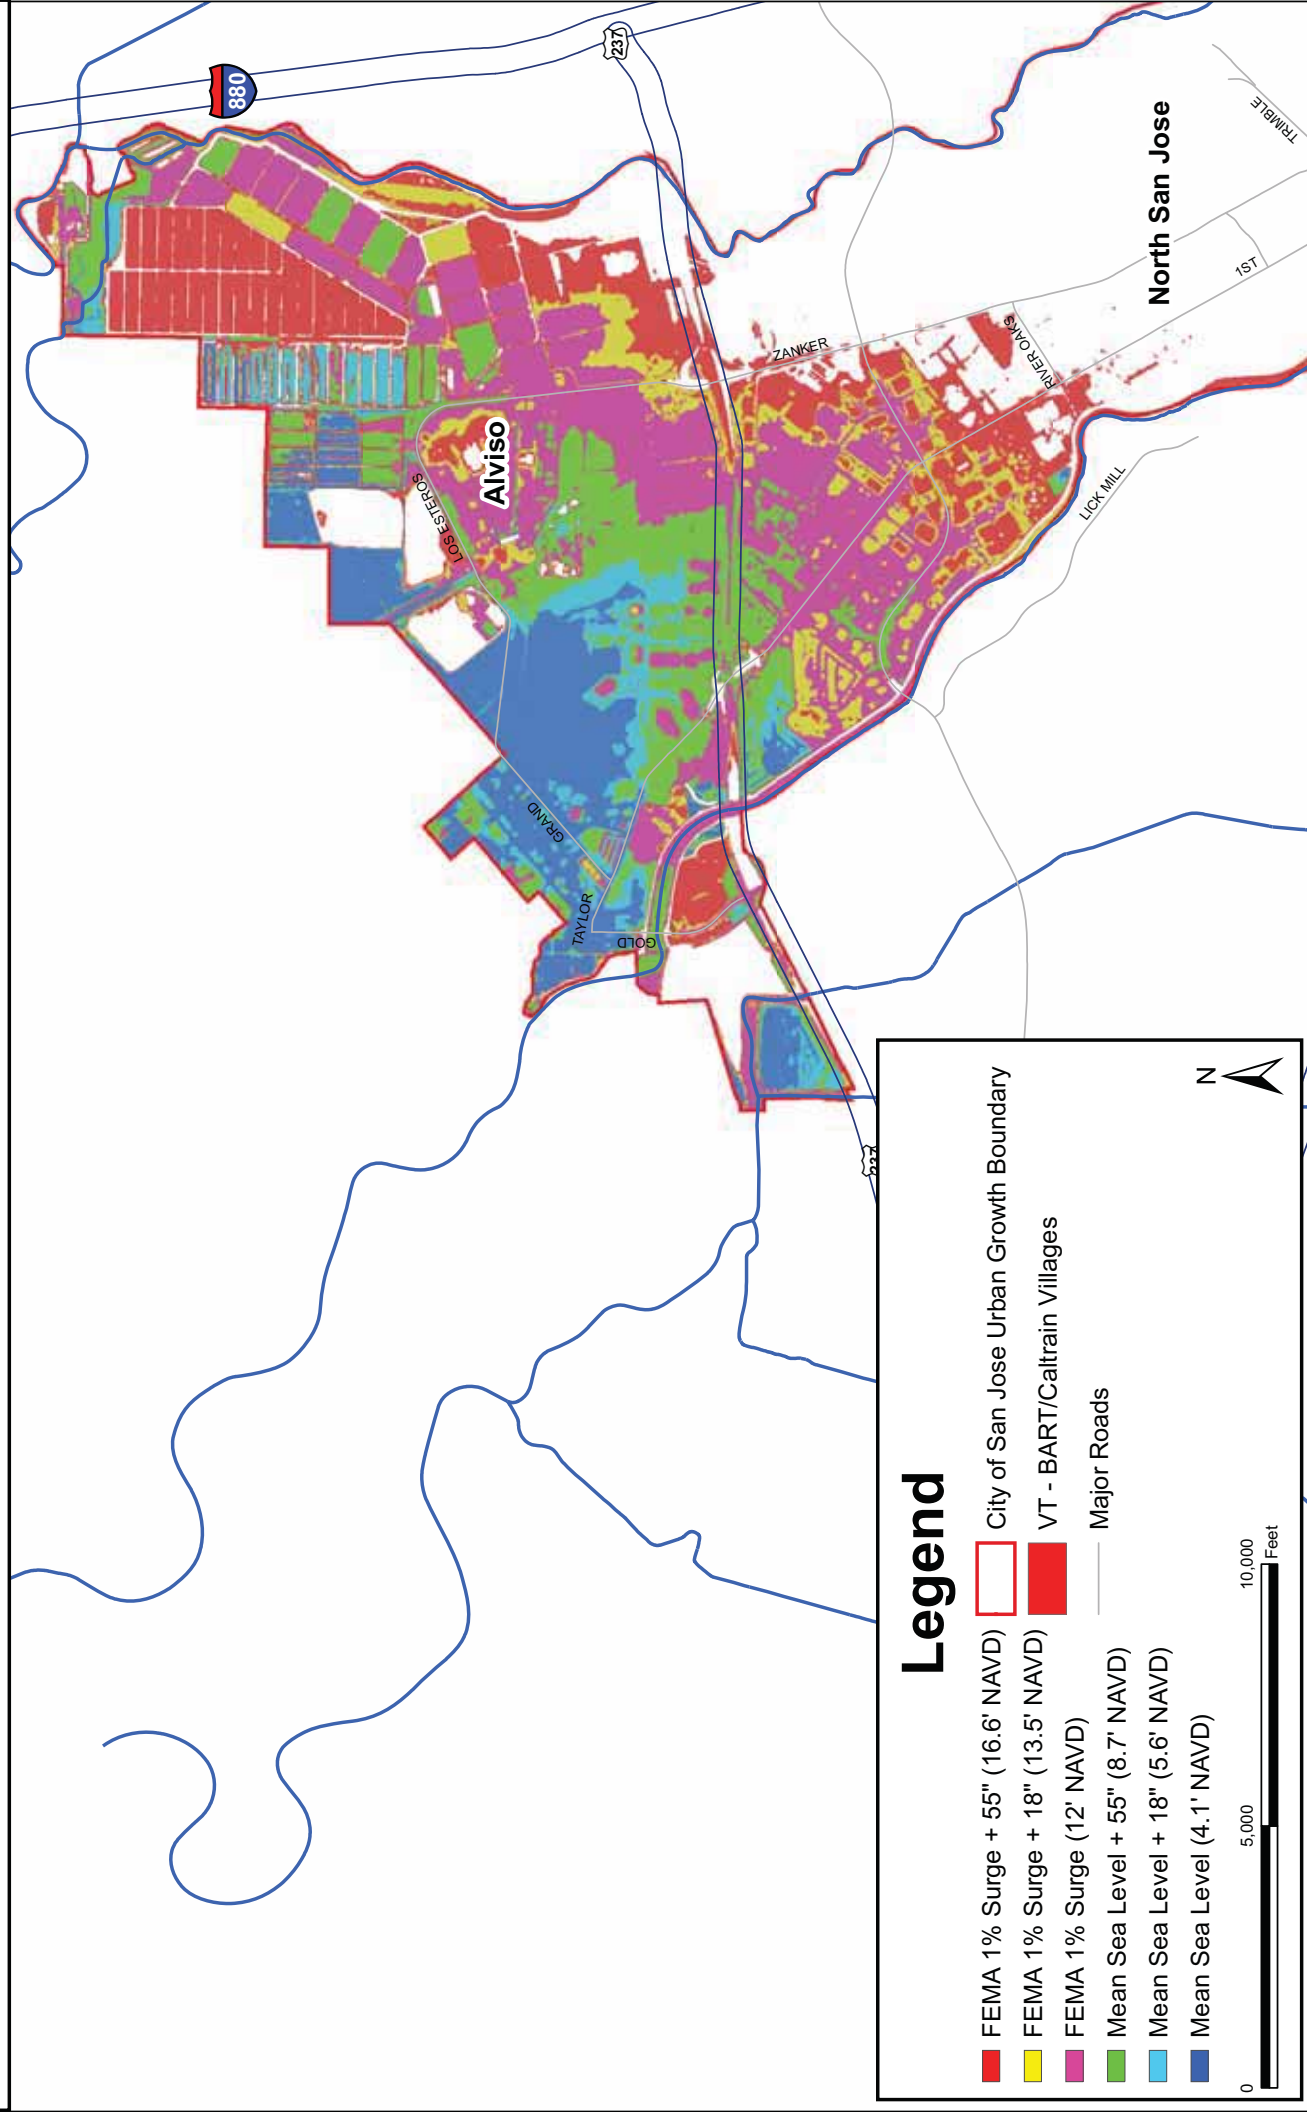 880
237
TRIMBLE
North San Jose
1ST
RIVER OAKS
ZANKER
LICK MILL
Alviso
LOS ESTEROS
GRAND
TAYLOR
GOLD
237
Legend
FEMA 1% Surge + 55" (16.6' NAVD)
FEMA 1% Surge + 18" (13.5' NAVD)
FEMA 1% Surge (12' NAVD)
Mean Sea Level + 55" (8.7' NAVD)
Mean Sea Level + 18" (5.6' NAVD)
Mean Sea Level (4.1' NAVD)
City of San Jose Urban Growth Boundary
VT - BART/Caltrain Villages
Major Roads
N
0 5,000 10,000
Feet